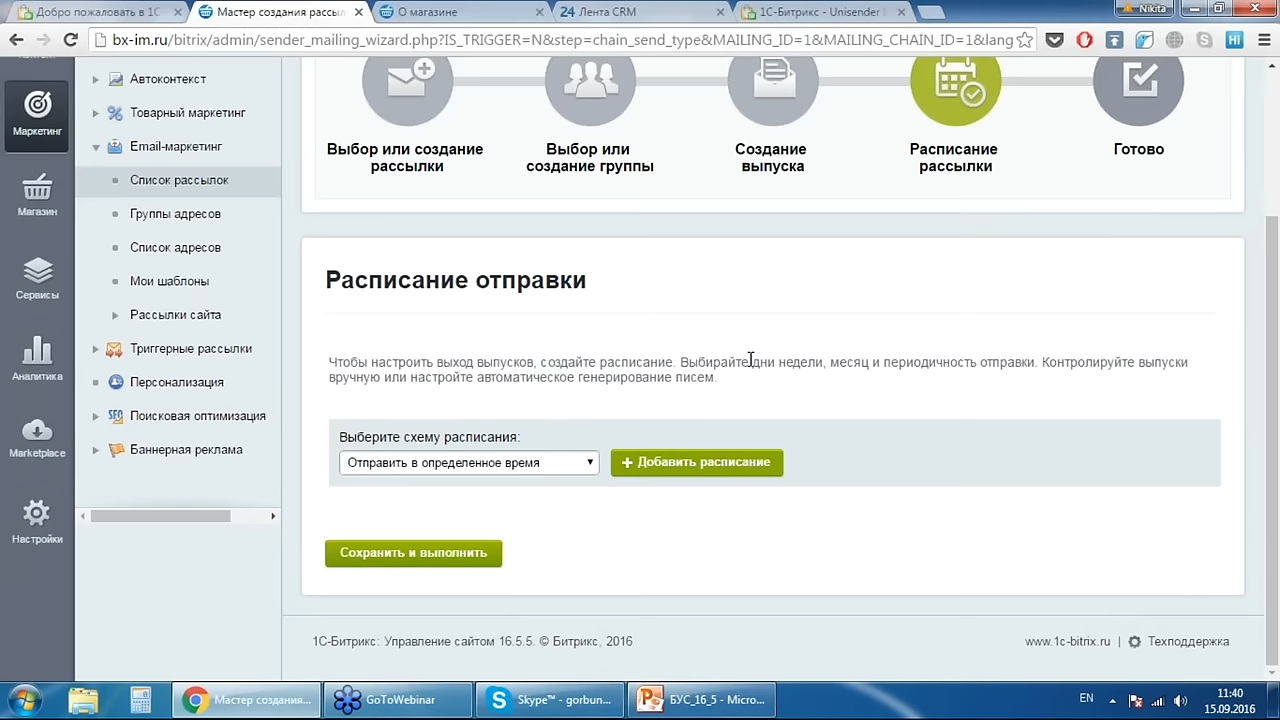 Добро пожаловать в 1С
Мастер создания рассыл
О магазине
Лента CRM
1С-Битрикс - Unisender
Nikita
bx-im.ru/bitrix/admin/sender_mailing_wizard.php?IS_TRIGGER=N&step=chain_send_type&MAILING_ID=1&MAILING_CHAIN_ID=1&lang
Маркетинг
Магазин
Сервисы
Аналитика
Marketplace
Настройки
Автоконтекст
Товарный маркетинг
Email-маркетинг
Список рассылок
Группы адресов
Список адресов
Мои шаблоны
Рассылки сайта
Триггерные рассылки
Персонализация
SEO
Поисковая оптимизация
Баннерная реклама
Выбор или создание
рассылки
Выбор или
создание группы
Создание
выпуска
Расписание
рассылки
Готово
Расписание отправки
Чтобы настроить выход выпусков, создайте расписание. Выбирайте дни недели, месяц и периодичность отправки. Контролируйте выпуски
вручную или настройте автоматическое генерирование писем.
Выберите схему расписания:
Отправить в определенное время
+ Добавить расписание
Сохранить и выполнить
1С-Битрикс: Управление сайтом 16.5.5. © Битрикс, 2016
www.1c-bitrix.ru | Техподдержка
Мастер создания...
GoToWebinar
Skype™ - gorbun...
БУС_16_5 - Micro...
EN
11:40
15.09.2016